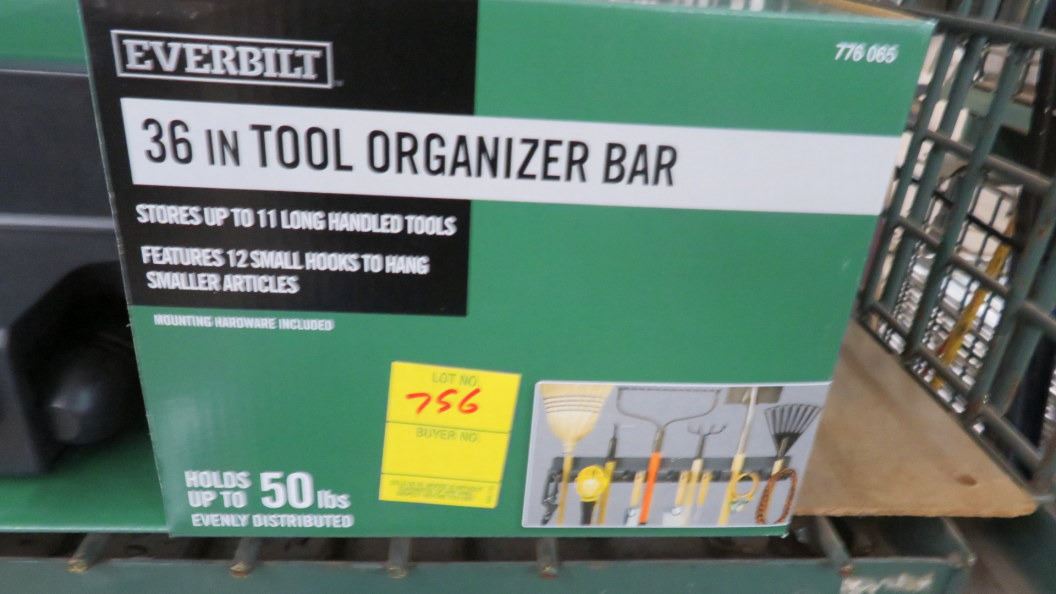 EVERBILT
776 065
36 IN TOOL ORGANIZER BAR
STORES UP TO 11 LONG HANDLED TOOLS
FEATURES 12 SMALL HOOKS TO HANG
SMALLER ARTICLES
MOUNTING HARDWARE INCLUDED
LOT NO.
756
BUYER NO.
HOLDS
UP TO 50 lbs
EVENLY DISTRIBUTED